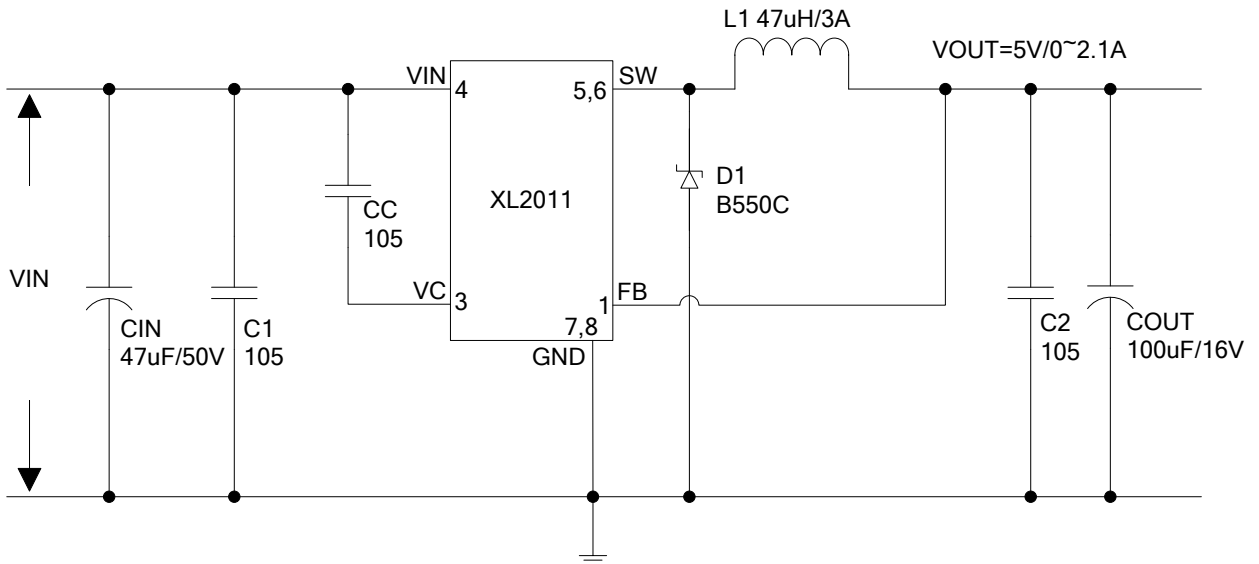 L1 47uH/3A
VOUT=5V/0~2.1A
VIN
4
5,6
SW
XL2011
D1
B550C
CC
105
VIN
VC
3
1
FB
7,8
GND
CIN
47uF/50V
C1
105
C2
105
COUT
100uF/16V